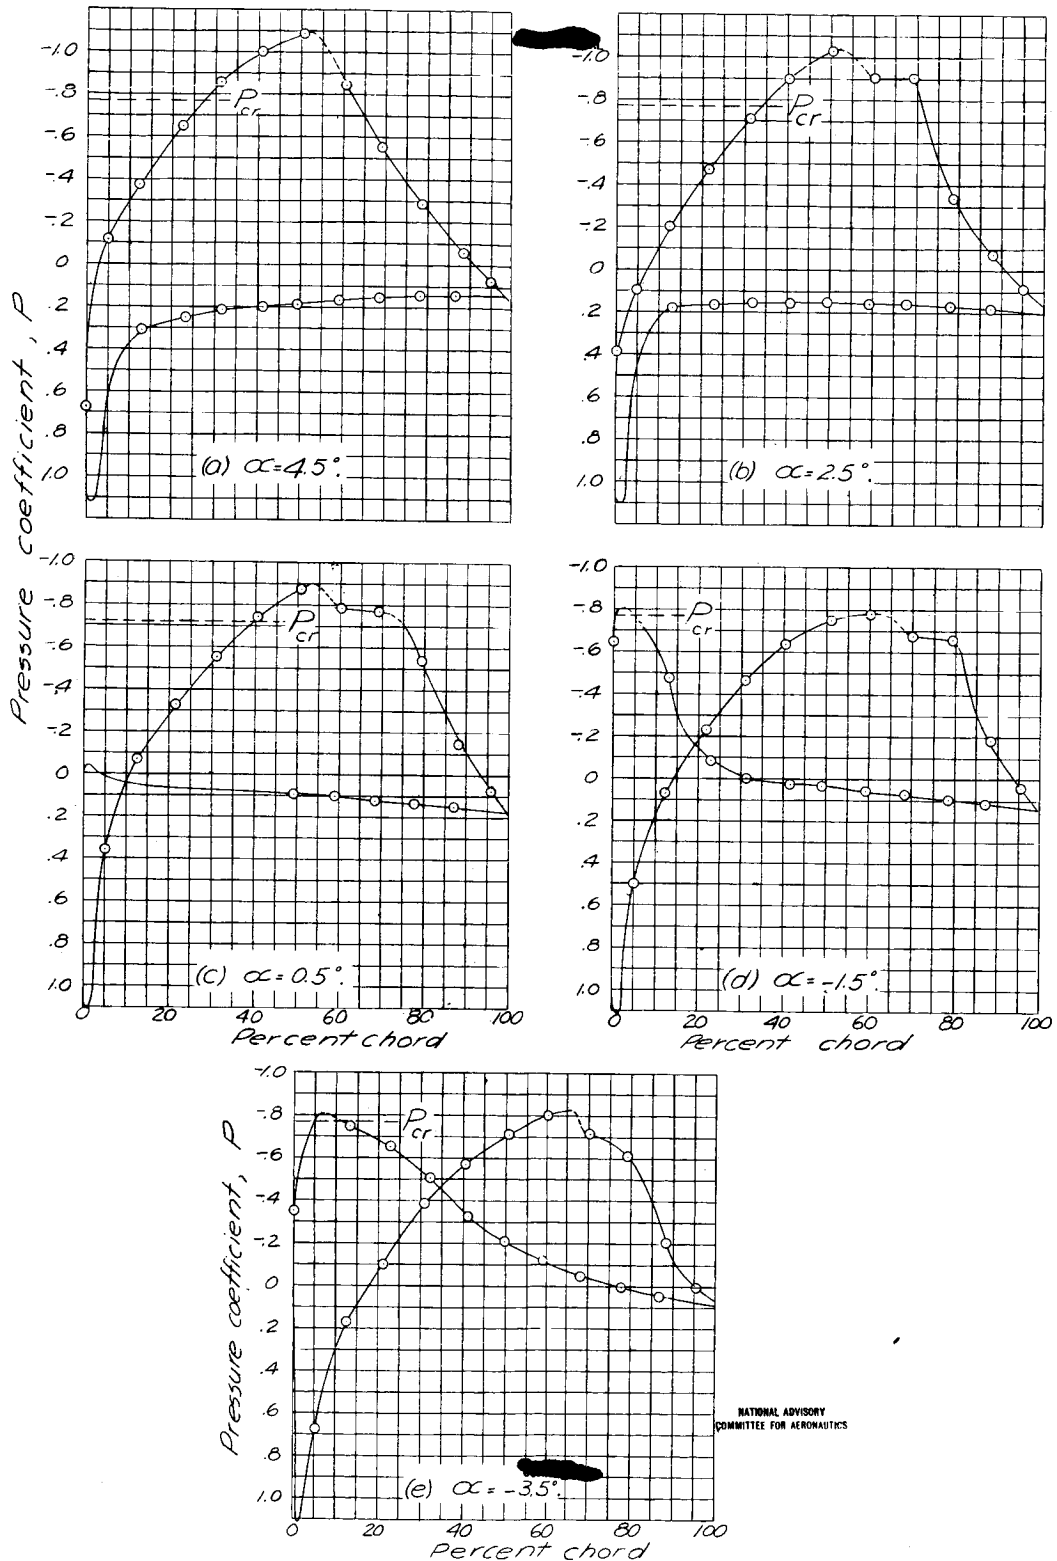 Pressure coefficient, P
-1.0
-.8
-.6
-.4
-.2
0
.2
.4
.6
.8
1.0
Pcr
(a) α=4.5°.
-1.0
-.8
-.6
-.4
-.2
0
.2
.4
.6
.8
1.0
Pcr
(b) α=2.5°.
-1.0
-.8
-.6
-.4
-.2
0
.2
.4
.6
.8
1.0
Pcr
(c) α=0.5°.
0 20 40 60 80 100
Percent chord
-1.0
-.8
-.6
-.4
-.2
0
.2
.4
.6
.8
1.0
Pcr
(d) α=-1.5°.
0 20 40 60 80 100
Percent chord
Pressure coefficient, P
-1.0
-.8
-.6
-.4
-.2
0
.2
.4
.6
.8
1.0
Pcr
(e) α=-3.5°.
0 20 40 60 80 100
Percent chord
NATIONAL ADVISORY
COMMITTEE FOR AERONAUTICS